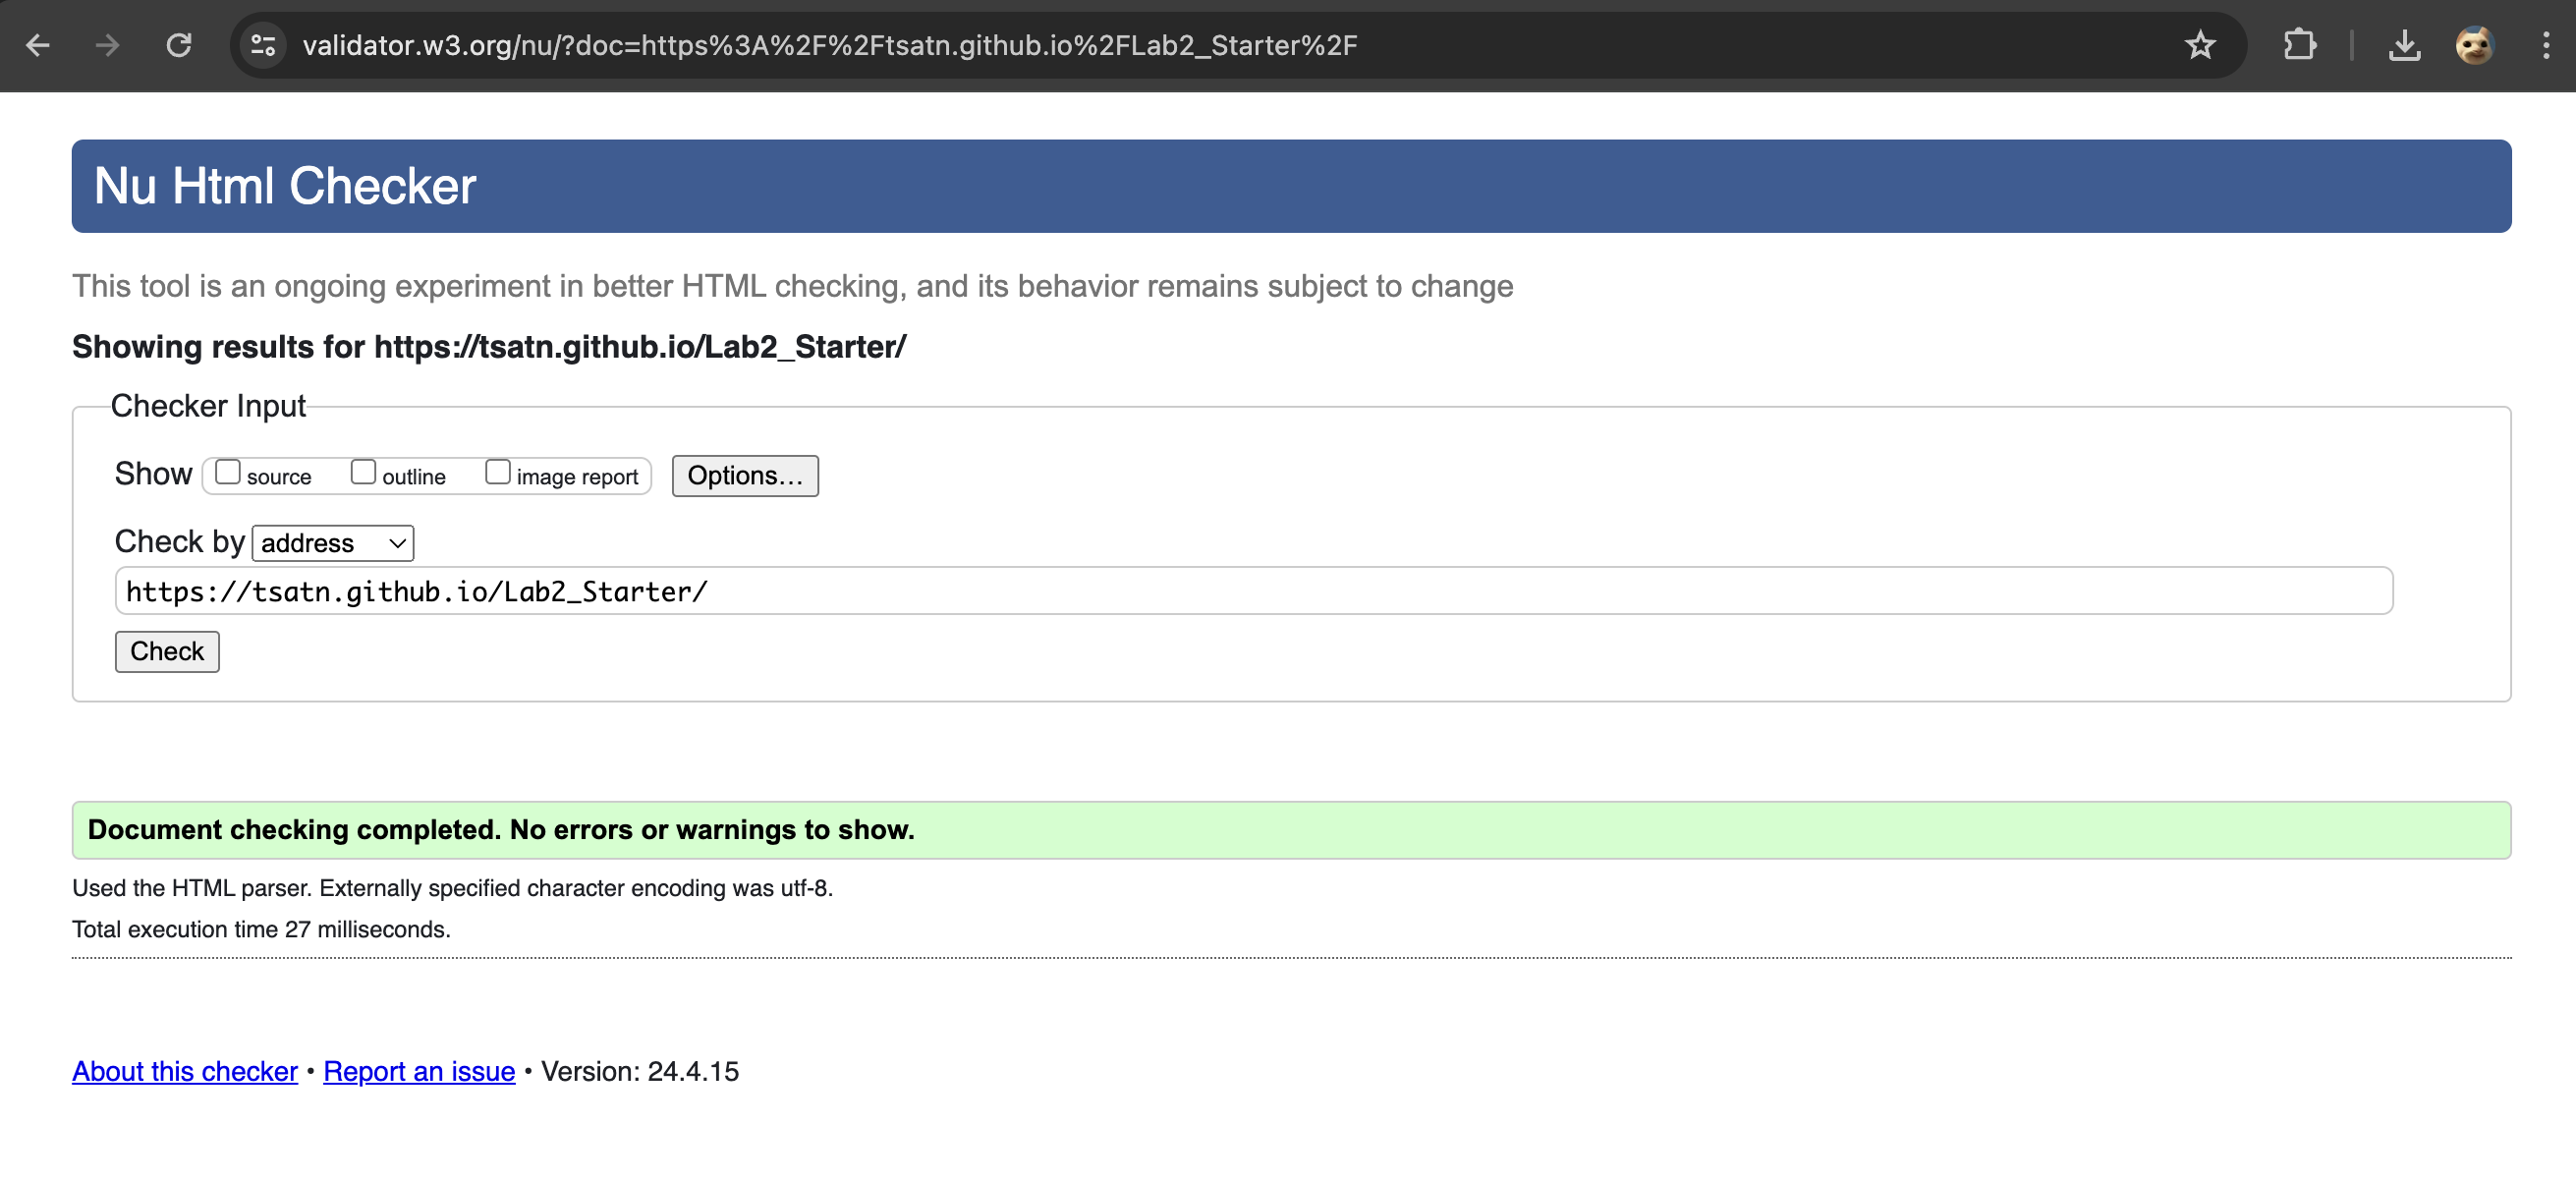 validator.w3.org/nu/?doc=https%3A%2F%2Ftsatn.github.io%2FLab2_Starter%2F
Nu Html Checker
This tool is an ongoing experiment in better HTML checking, and its behavior remains subject to change
Showing results for https://tsatn.github.io/Lab2_Starter/
Checker Input
Show source outline image report Options...
Check by address
https://tsatn.github.io/Lab2_Starter/
Check
Document checking completed. No errors or warnings to show.
Used the HTML parser. Externally specified character encoding was utf-8.
Total execution time 27 milliseconds.
About this checker • Report an issue • Version: 24.4.15